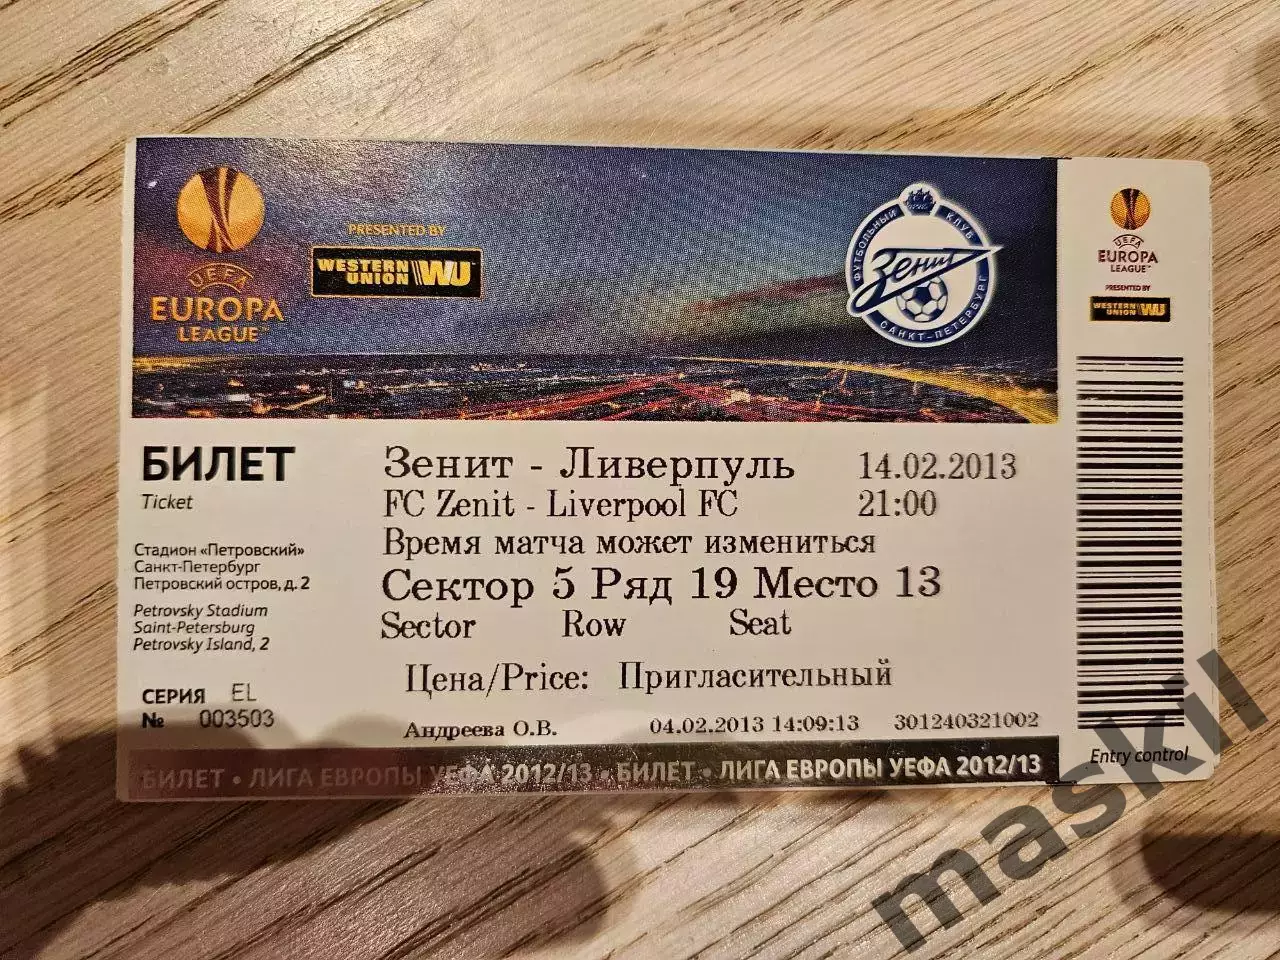 UEFA
EUROPA
LEAGUE™
PRESENTED BY
WESTERN
UNION
WU
ФУТБОЛЬНЫЙ КЛУБ
Зенит
САНКТ-ПЕТЕРБУРГ
UEFA
EUROPA
LEAGUE™
PRESENTED BY
WESTERN
UNION
WU
БИЛЕТ
Ticket
Стадион «Петровский»
Санкт-Петербург
Петровский остров, д. 2
Petrovsky Stadium
Saint-Petersburg
Petrovsky Island, 2
СЕРИЯ EL
№ 003503
Зенит - Ливерпуль 14.02.2013
FC Zenit - Liverpool FC 21:00
Время матча может измениться
Сектор 5 Ряд 19 Место 13
Sector Row Seat
Цена/Price: Пригласительный
Андреева О.В. 04.02.2013 14:09:13 301240321002
Entry control
БИЛЕТ • ЛИГА ЕВРОПЫ УЕФА 2012/13 • БИЛЕТ • ЛИГА ЕВРОПЫ УЕФА 2012/13
maskil